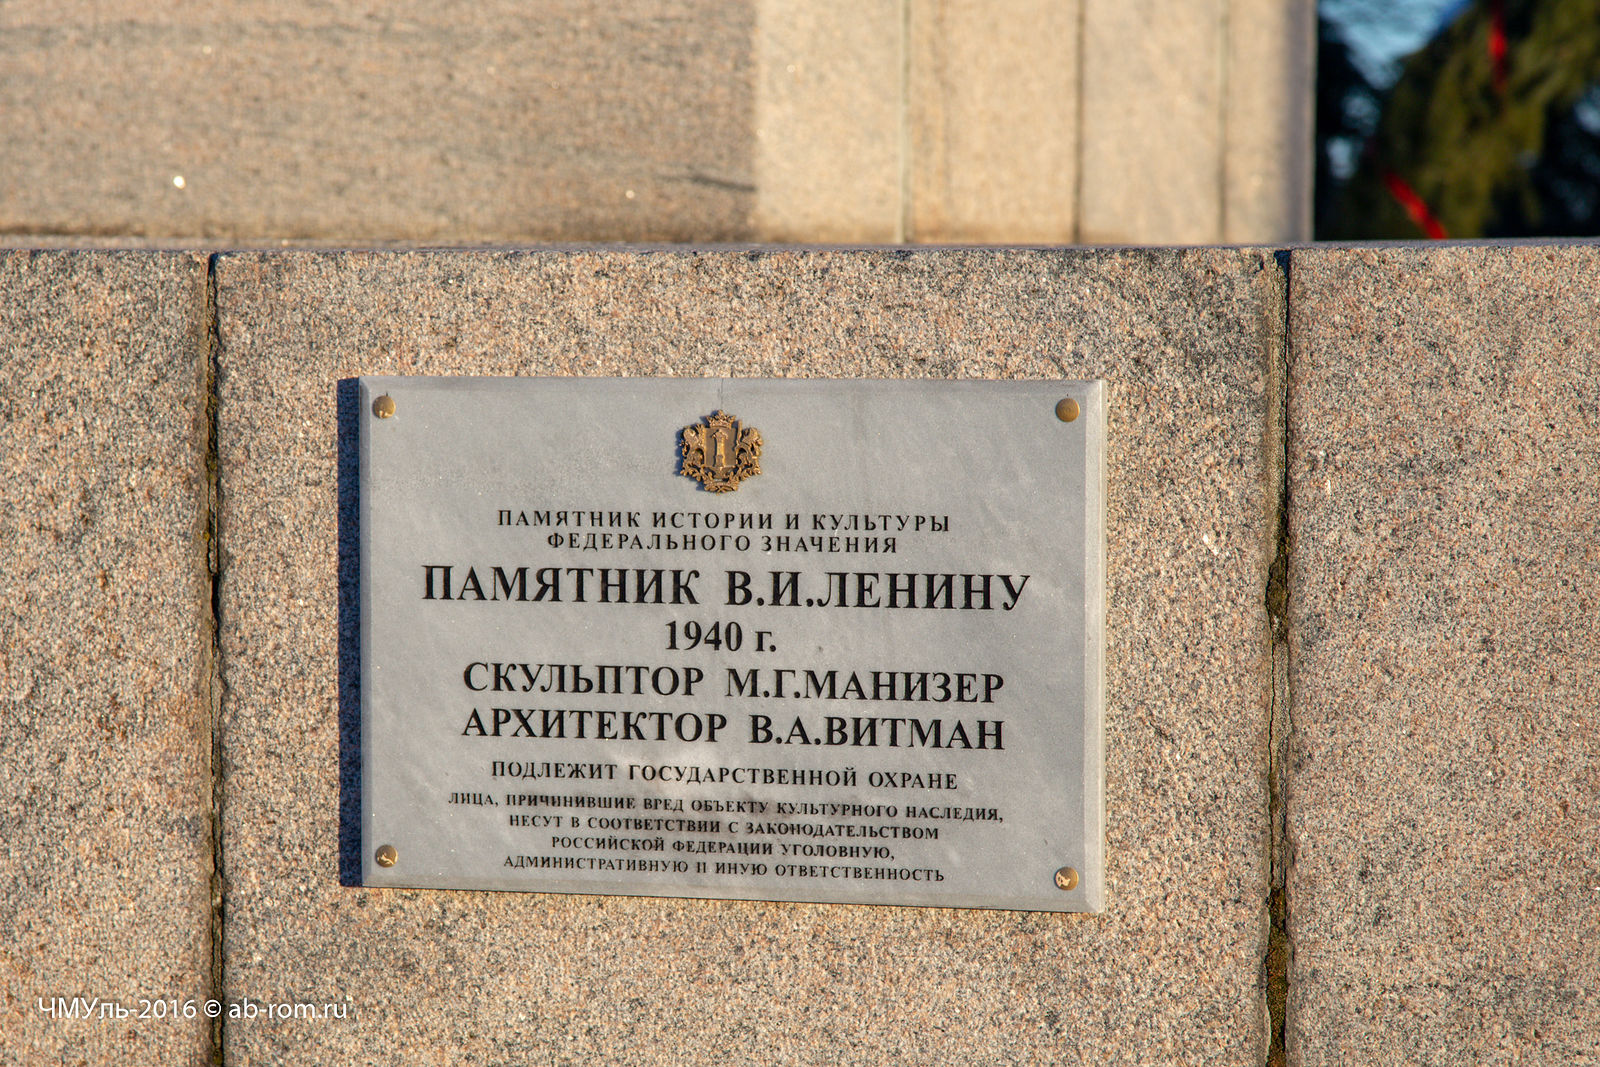 ПАМЯТНИК ИСТОРИИ И КУЛЬТУРЫ
ФЕДЕРАЛЬНОГО ЗНАЧЕНИЯ
ПАМЯТНИК В.И.ЛЕНИНУ
1940 г.
СКУЛЬПТОР М.Г.МАНИЗЕР
АРХИТЕКТОР В.А.ВИТМАН
ПОДЛЕЖИТ ГОСУДАРСТВЕННОЙ ОХРАНЕ
ЛИЦА, ПРИЧИНИВШИЕ ВРЕД ОБЪЕКТУ КУЛЬТУРНОГО НАСЛЕДИЯ,
НЕСУТ В СООТВЕТСТВИИ С ЗАКОНОДАТЕЛЬСТВОМ
РОССИЙСКОЙ ФЕДЕРАЦИИ УГОЛОВНУЮ,
АДМИНИСТРАТИВНУЮ И ИНУЮ ОТВЕТСТВЕННОСТЬ
ЧМУль-2016 © ab-rom.ru